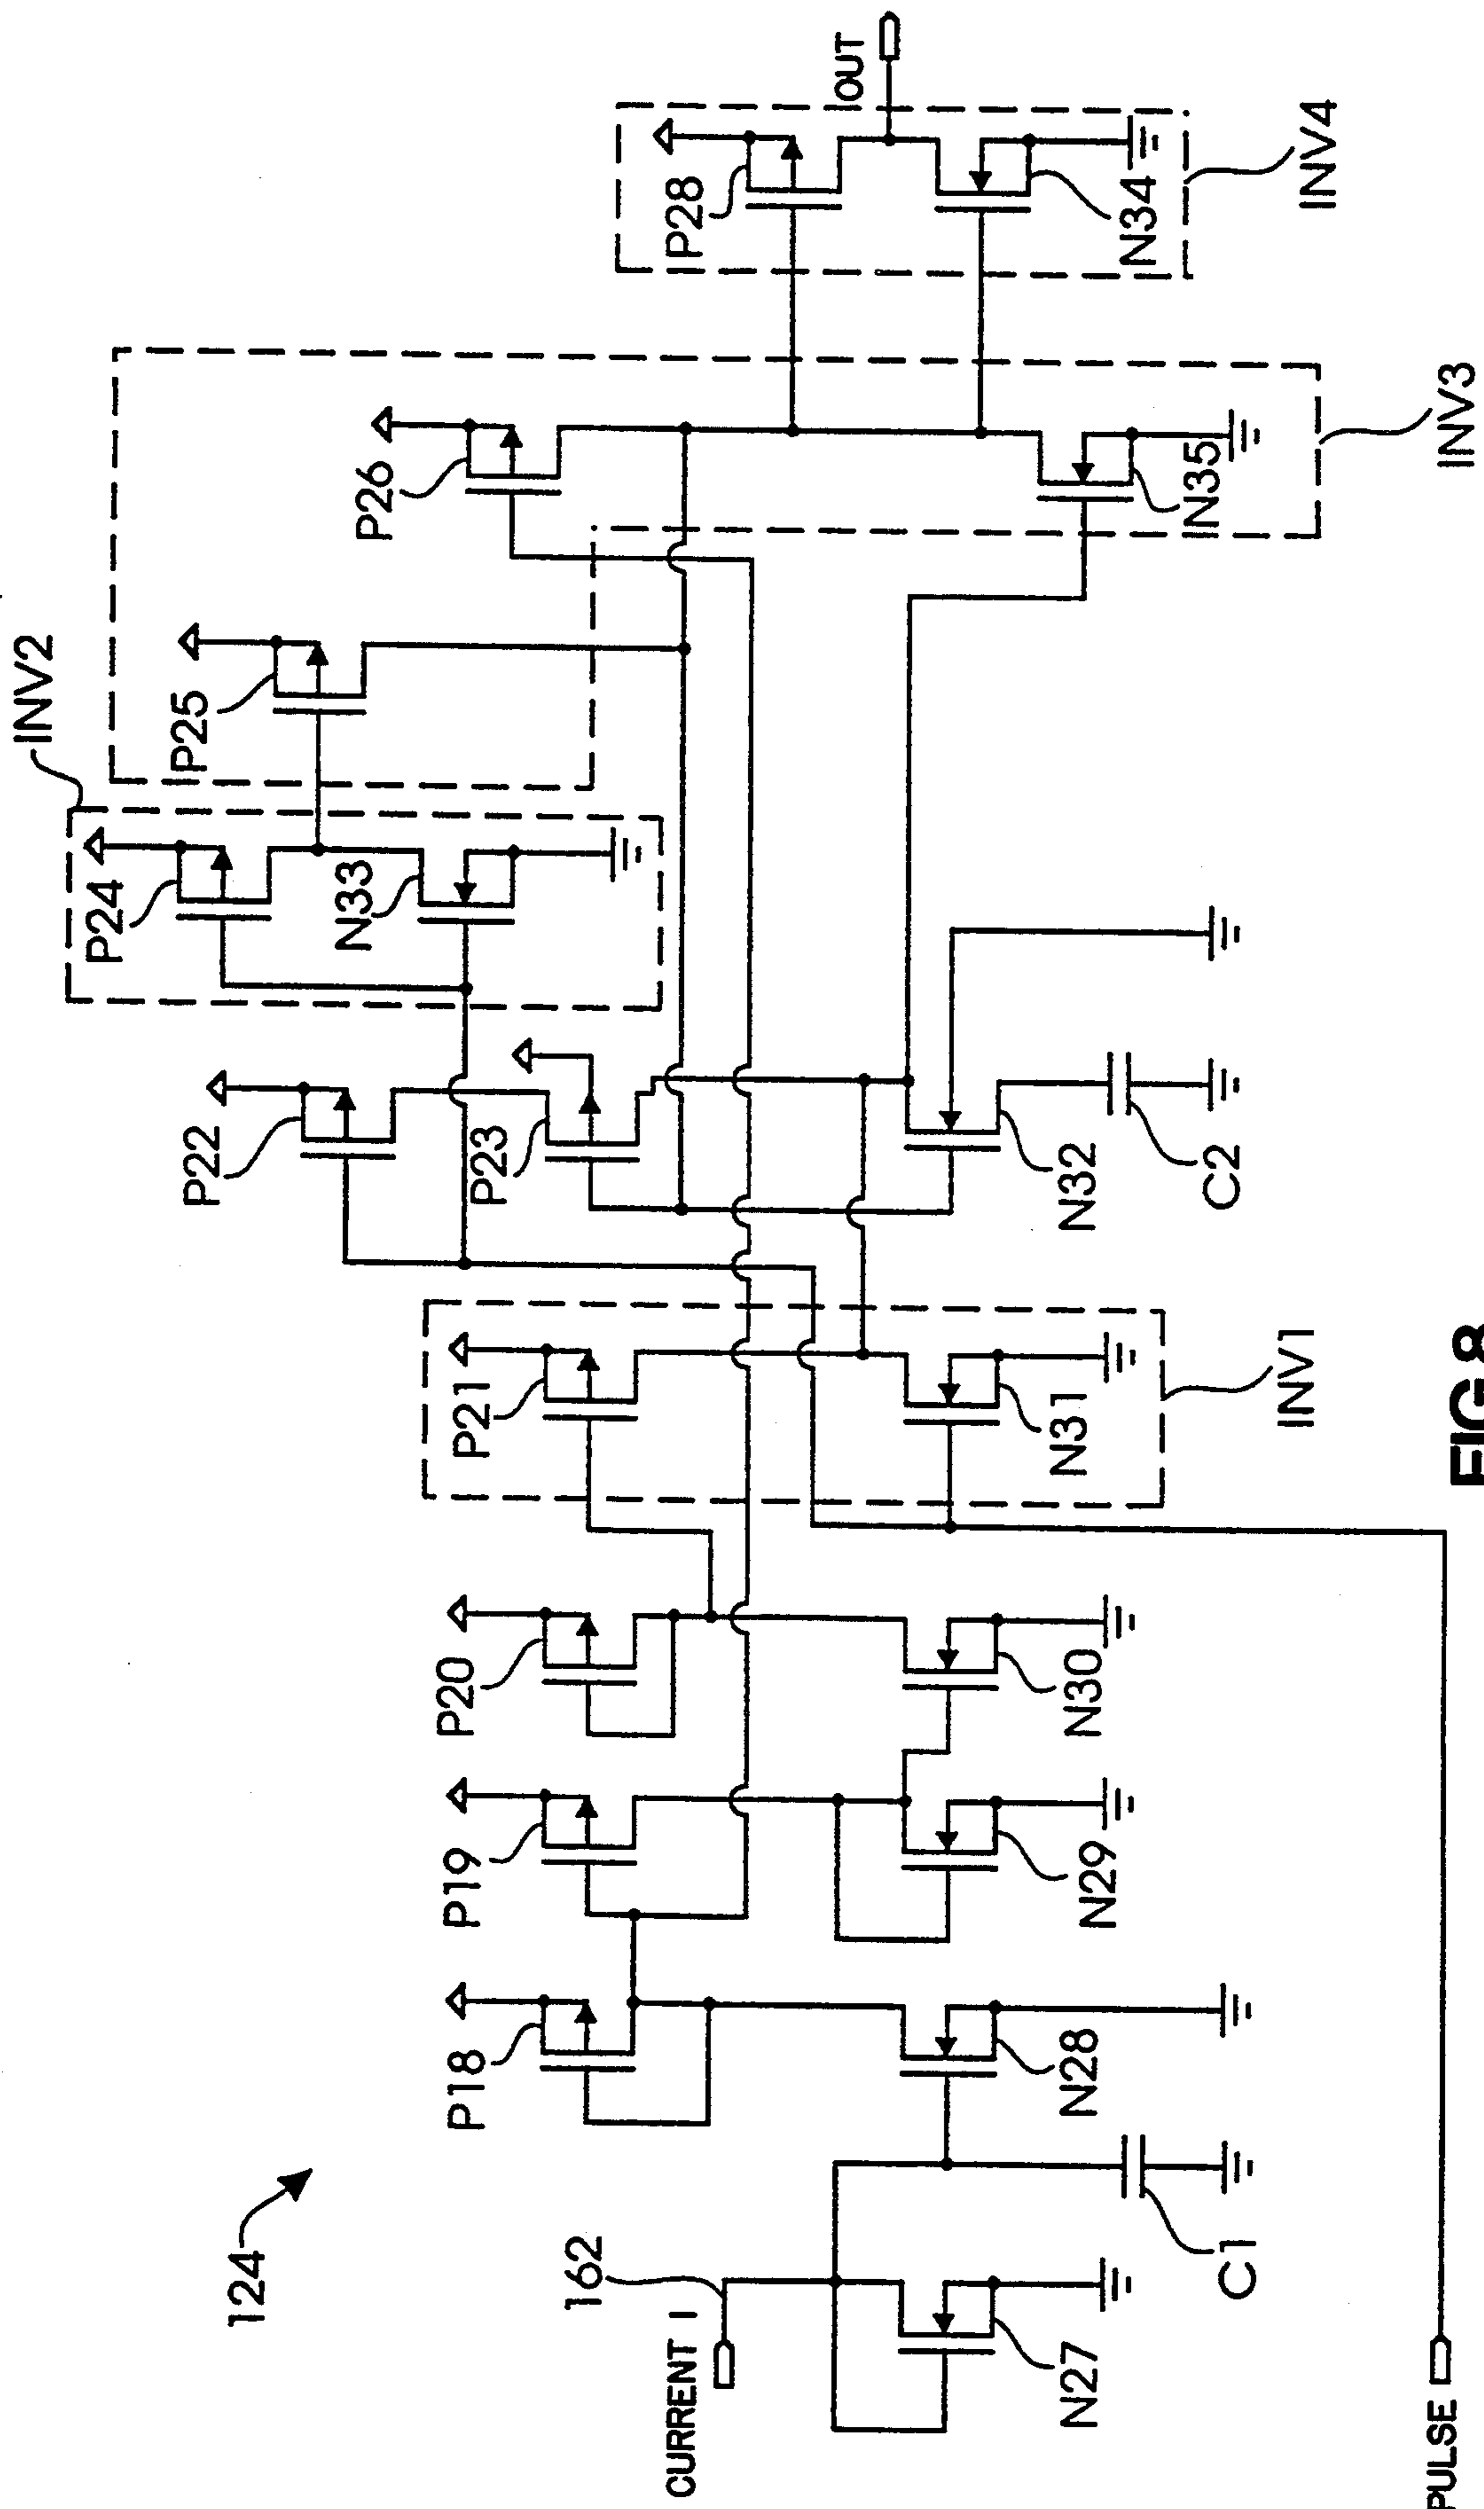 INV2
P24
P22
P25
124
N33
P26
P18
P19
P20
P21
P23
P28
162
CURRENT I
OUT
N27
N28
N29
N30
N31
N32
N34
N35
C1
C2
INV1
INV4
INV3
PULSE
FIG.8